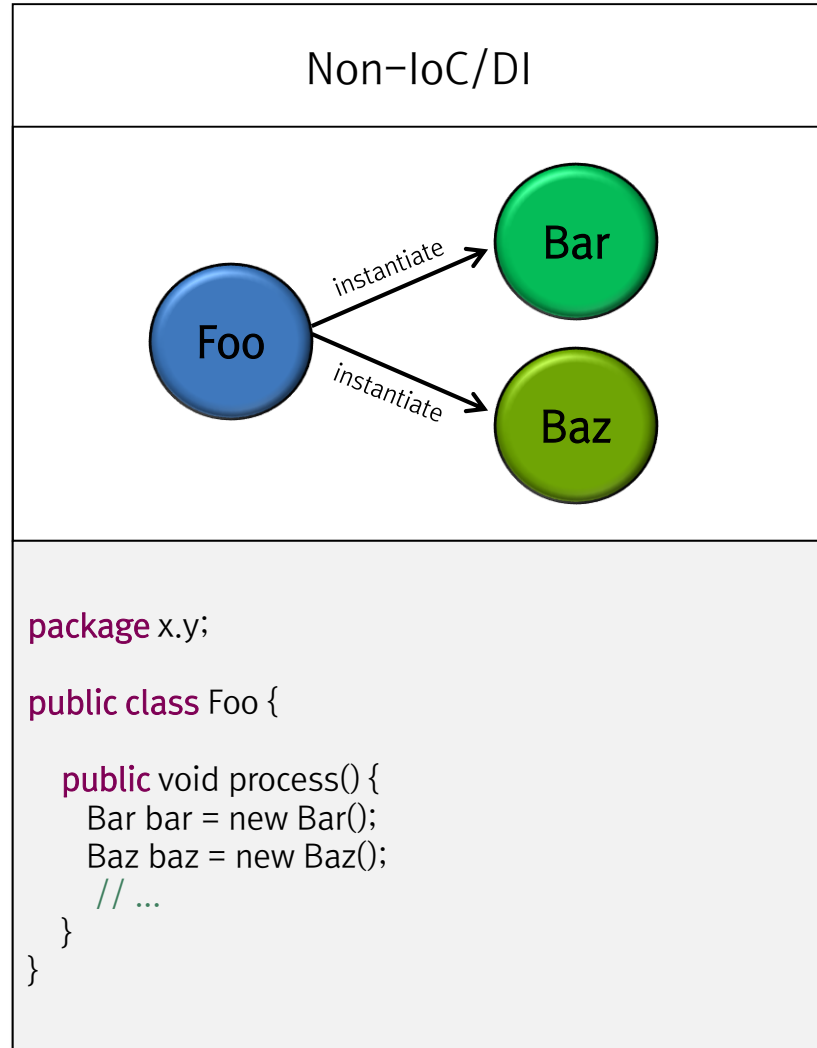 Non-IoC/DI
Bar
instantiate
Foo
instantiate
Baz
package x.y;
public class Foo {
public void process() {
Bar bar = new Bar();
Baz baz = new Baz();
// ...
}
}